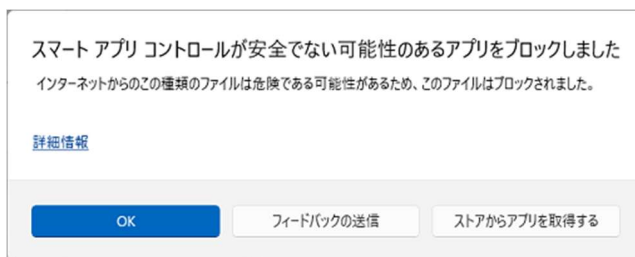 スマート アプリ コントロールが安全でない可能性のあるアプリをブロックしました
インターネットからのこの種類のファイルは危険である可能性があるため、このファイルはブロックされました。
詳細情報
OK
フィードバックの送信
ストアからアプリを取得する